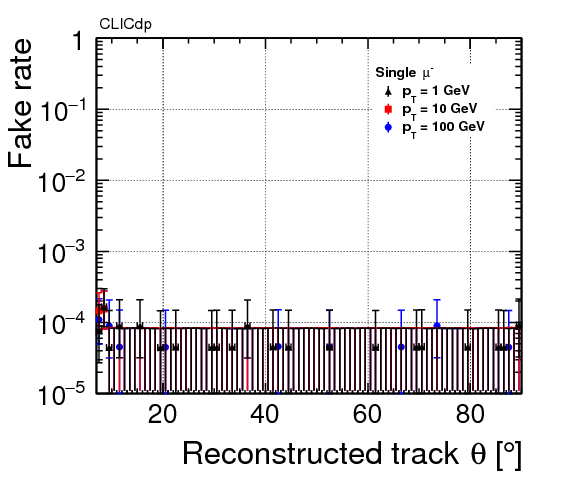 CLICdp
Fake rate
1
10⁻¹
10⁻²
10⁻³
10⁻⁴
10⁻⁵
Single μ⁻
p_T = 1 GeV
p_T = 10 GeV
p_T = 100 GeV
20 40 60 80
Reconstructed track θ [°]